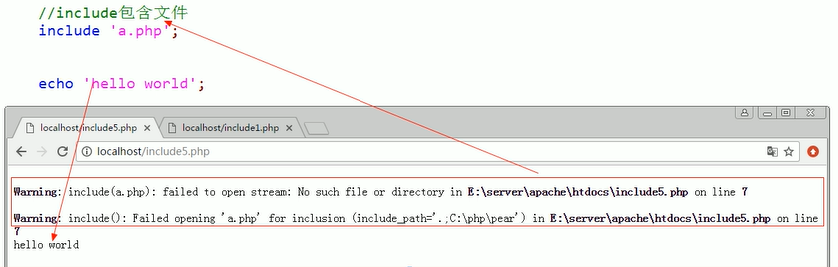 //include包含文件
include 'a.php';
echo 'hello world';
localhost/include5.php
localhost/include1.php
localhost/include5.php
Warning: include(a.php): failed to open stream: No such file or directory in E:\server\apache\htdocs\include5.php on line 7
Warning: include(): Failed opening 'a.php' for inclusion (include_path='.;C:\php\pear') in E:\server\apache\htdocs\include5.php on line
7
hello world